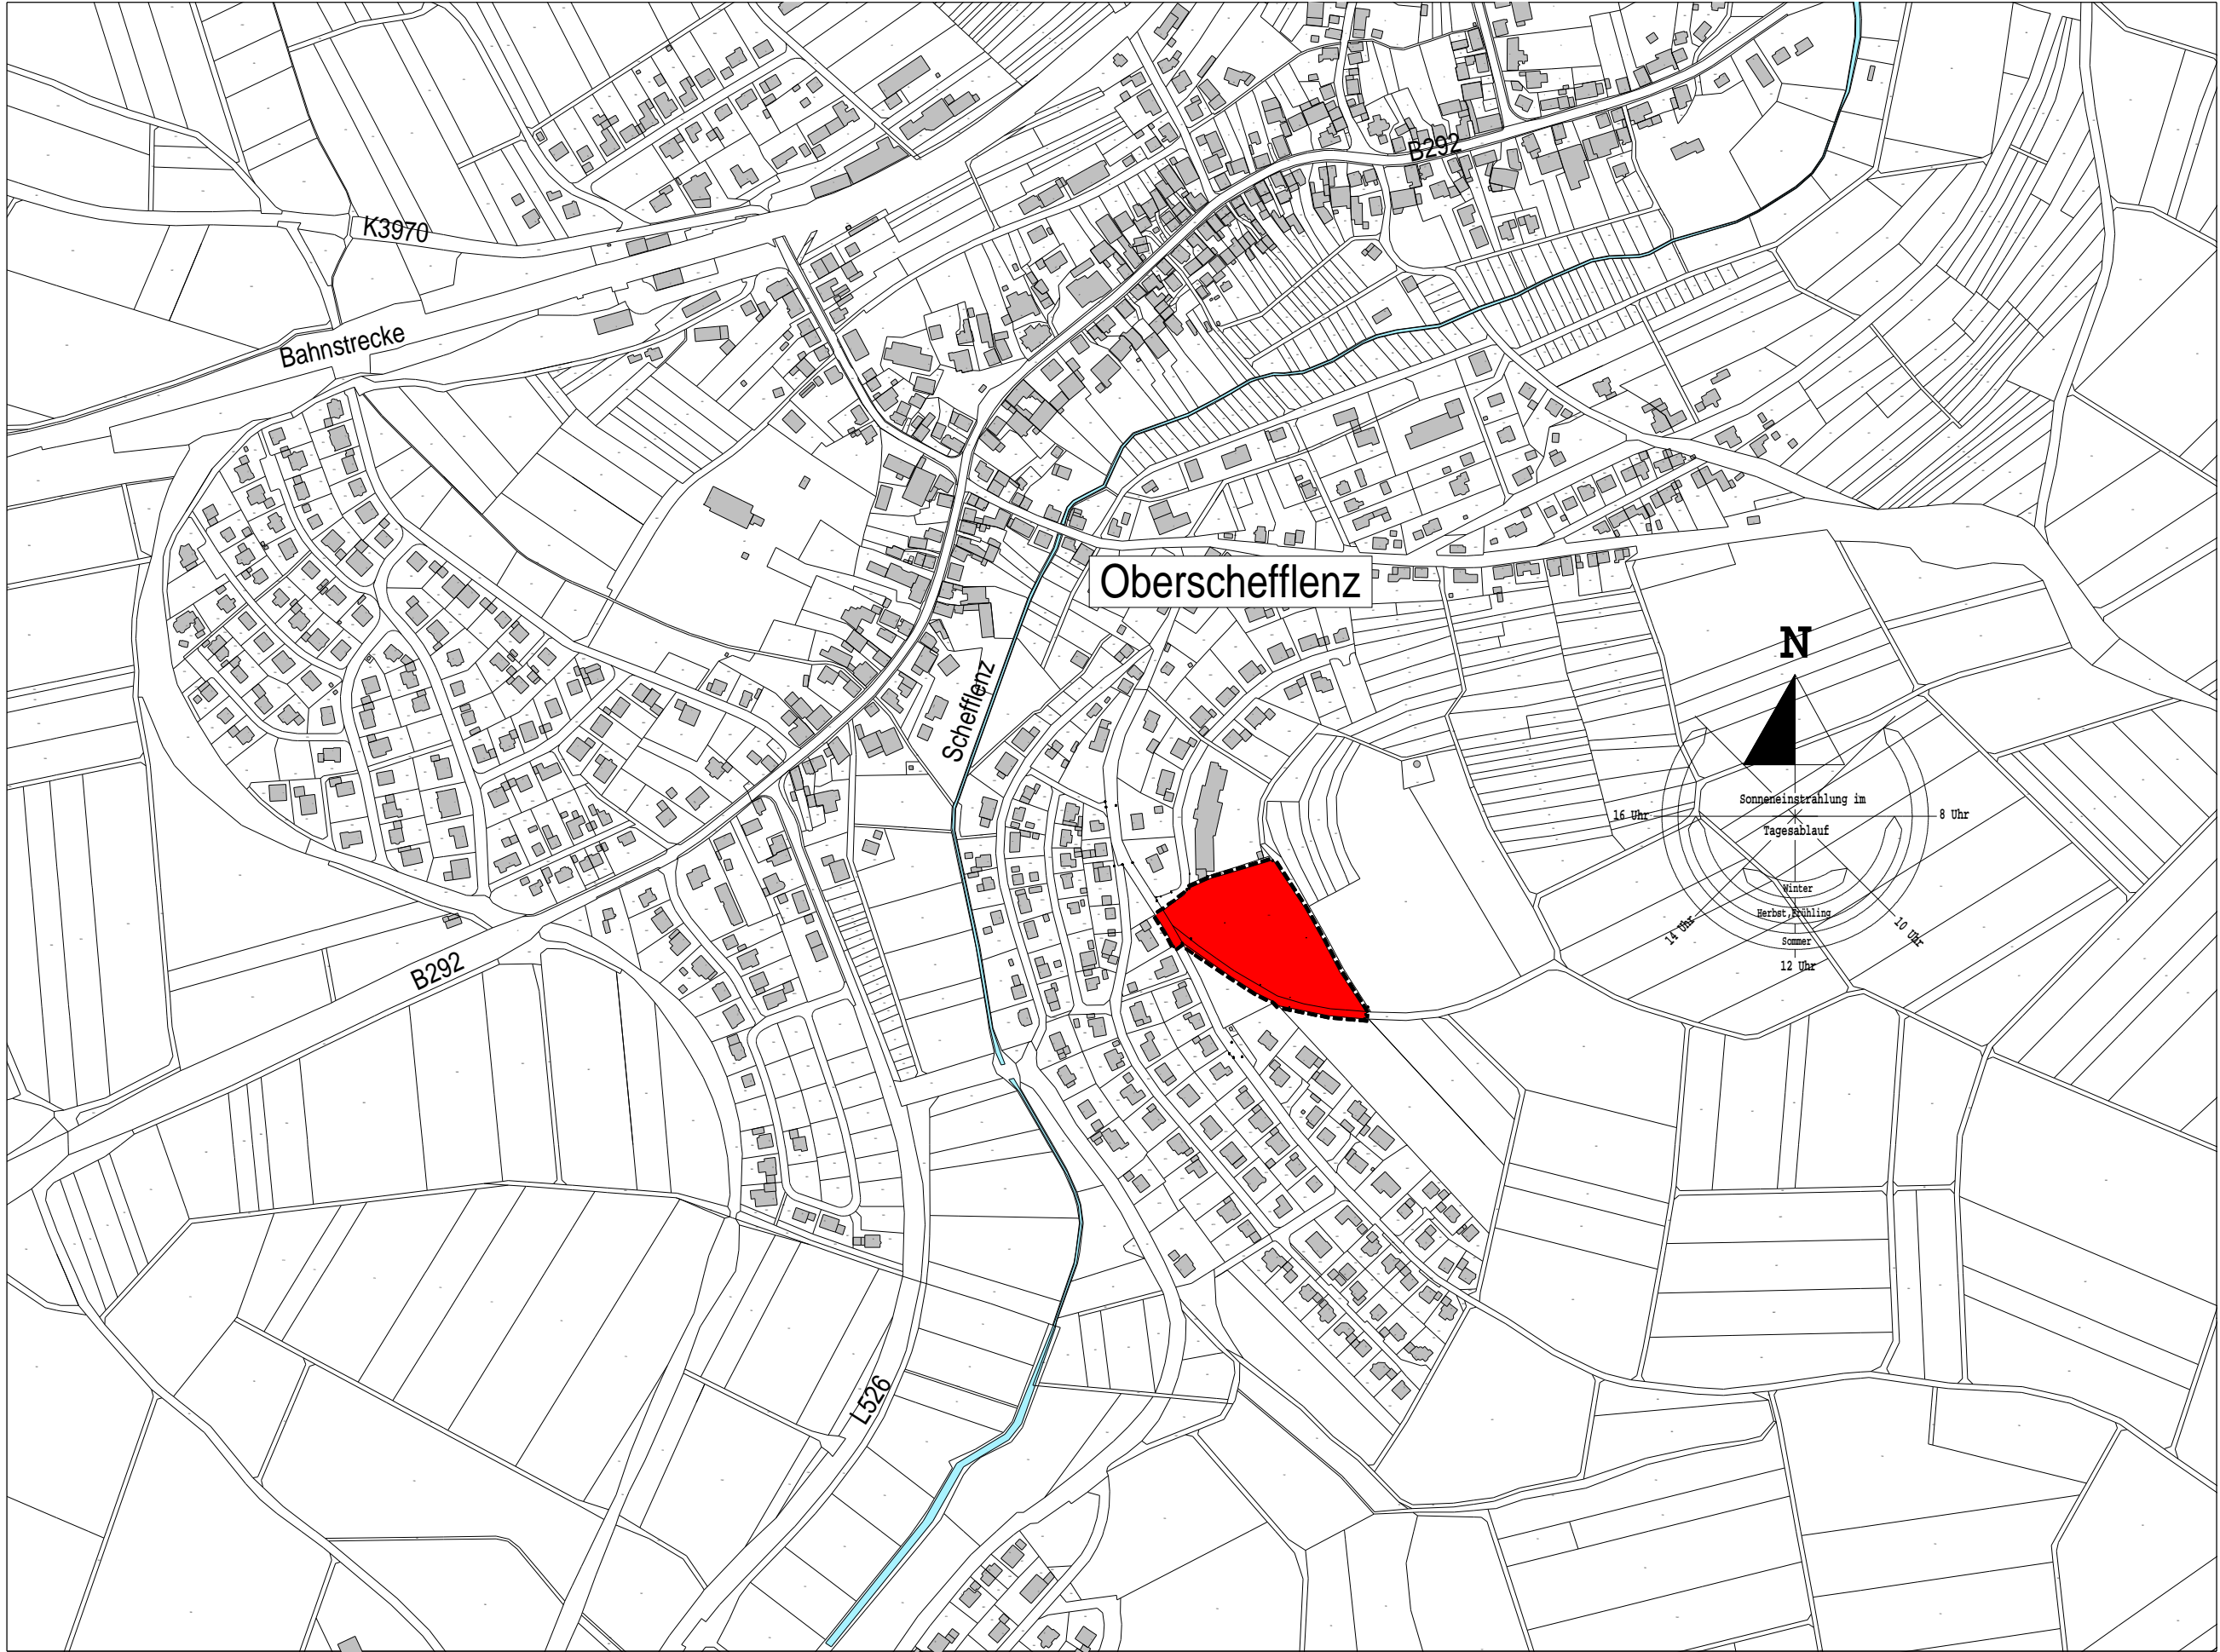 B292
K3970
Bahnstrecke
Oberschefflenz
N
Schefflenz
Sonneneinstrahlung im
16 Uhr
8 Uhr
Tagesablauf
Winter
Herbst,Frühling
14 Uhr
10 Uhr
Sommer
12 Uhr
B292
L526